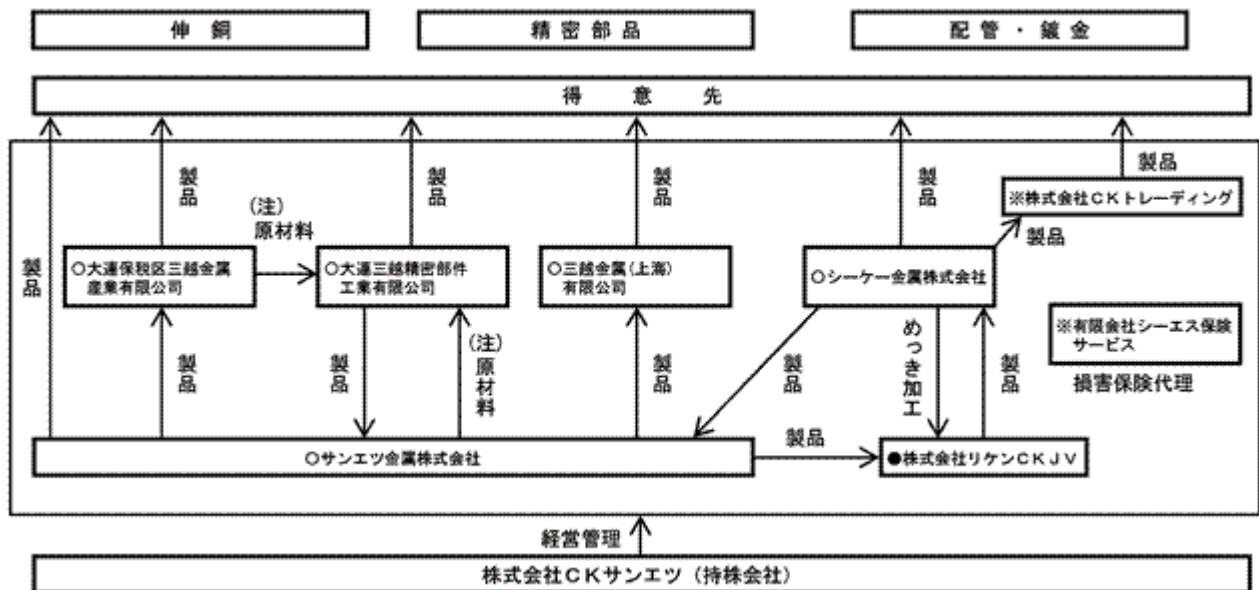 伸銅
精密部品
配管・鍍金
得意先
製品
製品
製品
製品
製品
製品
(注)
原材料
※株式会社CKトレーディング
製品
製品
○大連保税区三越金属
産業有限公司
○大連三越精密部件
工業有限公司
○三越金属(上海)
有限公司
○シーケー金属株式会社
※有限会社シーエス保険
サービス
損害保険代理
製品
製品
(注)
原材料
製品
製品
めっき加工
製品
○サンエツ金属株式会社
製品
●株式会社リケンCKJV
経営管理
株式会社CKサンエツ(持株会社)